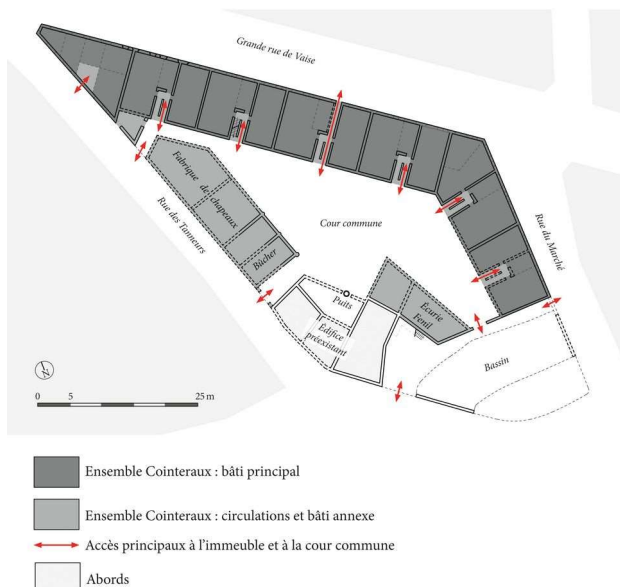 Grande rue de Vaise
Fabrique de chapeaux
Rue des Tanneurs
Cour commune
Rue du Marché
Bûcher
Puits
Écurie
Fenil
Édifice
préexistant
Bassin
N
0 5 25 m
Ensemble Cointeraux : bâti principal
Ensemble Cointeraux : circulations et bâti annexe
Accès principaux à l'immeuble et à la cour commune
Abords